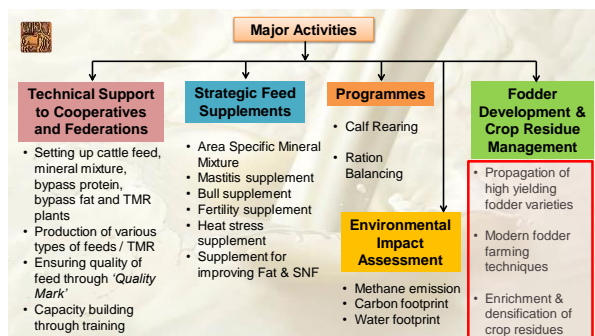 Major Activities
Technical Support
to Cooperatives
and Federations
• Setting up cattle feed,
mineral mixture,
bypass protein,
bypass fat and TMR
plants
• Production of various
types of feeds / TMR
• Ensuring quality of
feed through ‘Quality
Mark’
• Capacity building
through training
Strategic Feed
Supplements
• Area Specific Mineral
Mixture
• Mastitis supplement
• Bull supplement
• Fertility supplement
• Heat stress
supplement
• Supplement for
improving Fat & SNF
Programmes
• Calf Rearing
• Ration
Balancing
Environmental
Impact
Assessment
• Methane emission
• Carbon footprint
• Water footprint
Fodder
Development &
Crop Residue
Management
• Propagation of
high yielding
fodder varieties
• Modern fodder
farming
techniques
• Enrichment &
densification of
crop residues